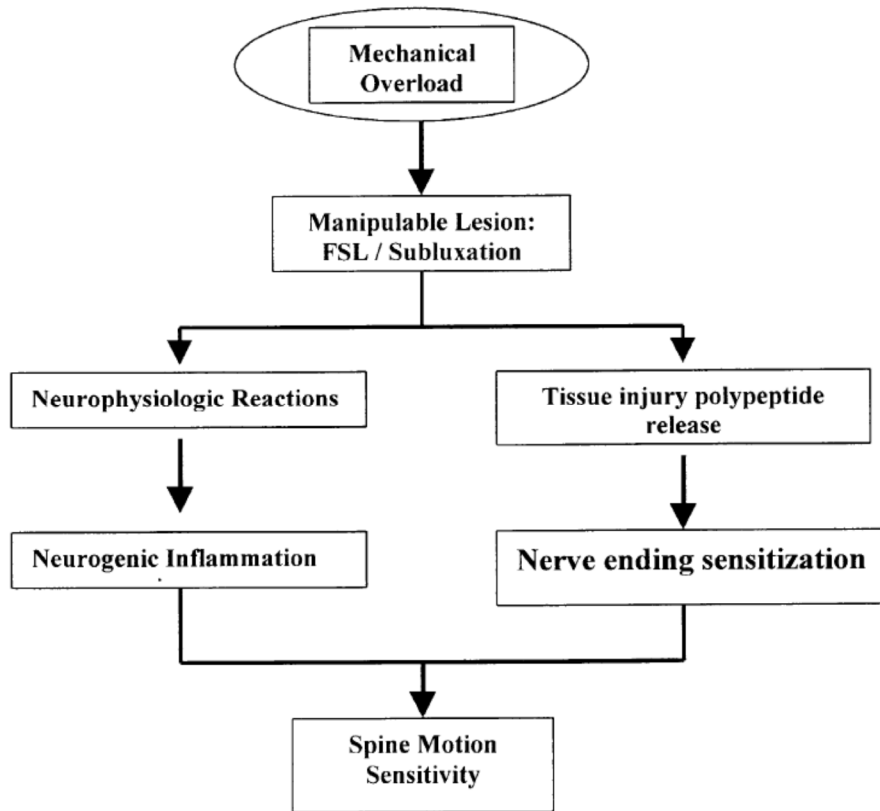 Mechanical
Overload
Manipulable Lesion:
FSL / Subluxation
Neurophysiologic Reactions
Tissue injury polypeptide
release
Neurogenic Inflammation
Nerve ending sensitization
Spine Motion
Sensitivity